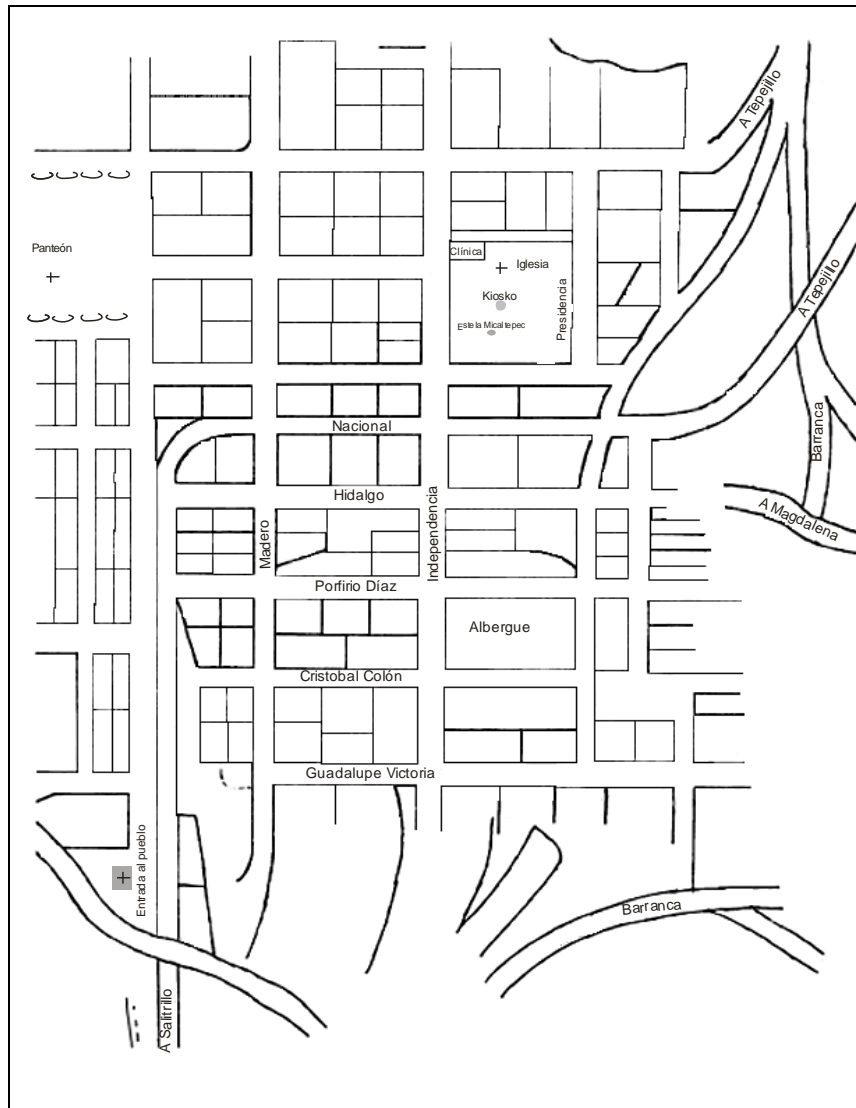 A Tepejillo
Panteón
Clínica
Iglesia
Kiosko
Estela Micaltepec
Presidencia
A Tepejillo
Nacional
Barranca
Hidalgo
A Magdalena
Madero
Independencia
Porfirio Díaz
Albergue
Cristobal Colón
Guadalupe Victoria
Entrada al pueblo
Barranca
A Salitrillo